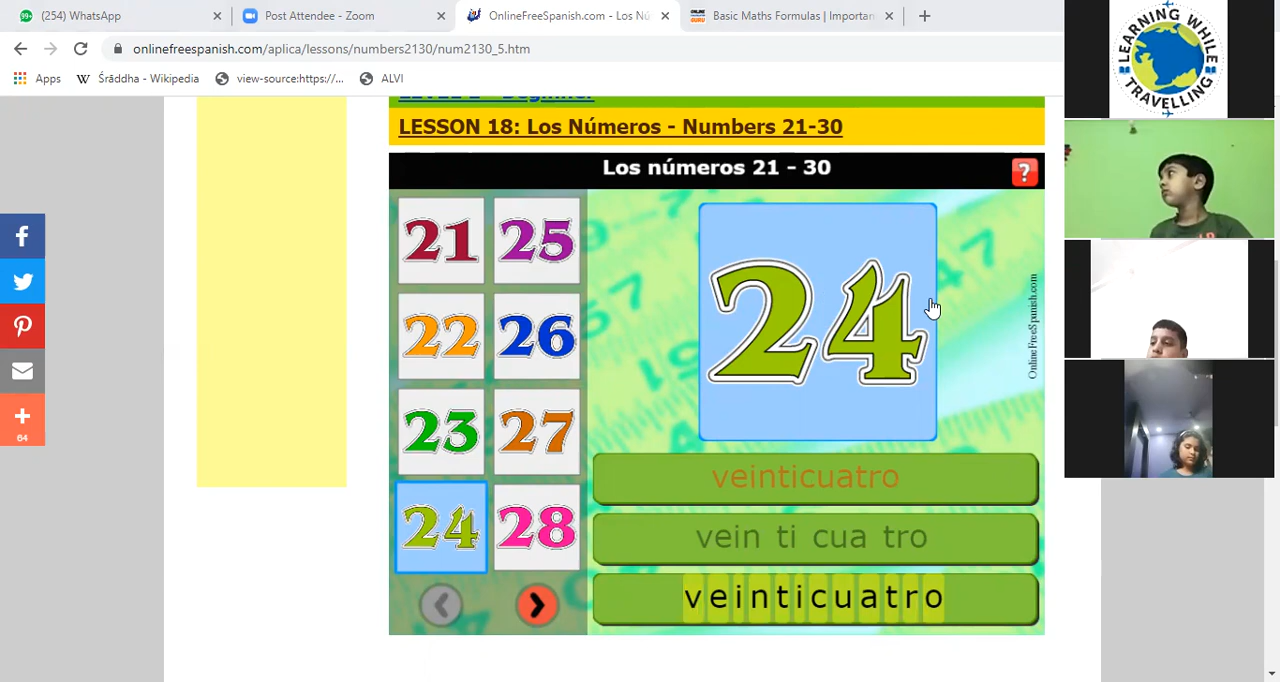 99+
(254) WhatsApp
Post Attendee - Zoom
OnlineFreeSpanish.com - Los Nú
Basic Maths Formulas | Important
onlinefreespanish.com/aplica/lessons/numbers2130/num2130_5.htm
Apps
Śrāddha - Wikipedia
view-source:https://...
ALVI
LESSON 18: Los Números - Numbers 21-30
Los números 21 - 30
?
21
25
22
26
23
27
24
28
24
OnlineFreeSpanish.com
veinticuatro
vein ti cua tro
veinticuatro
64
LEARNING WHILE
TRAVELLING